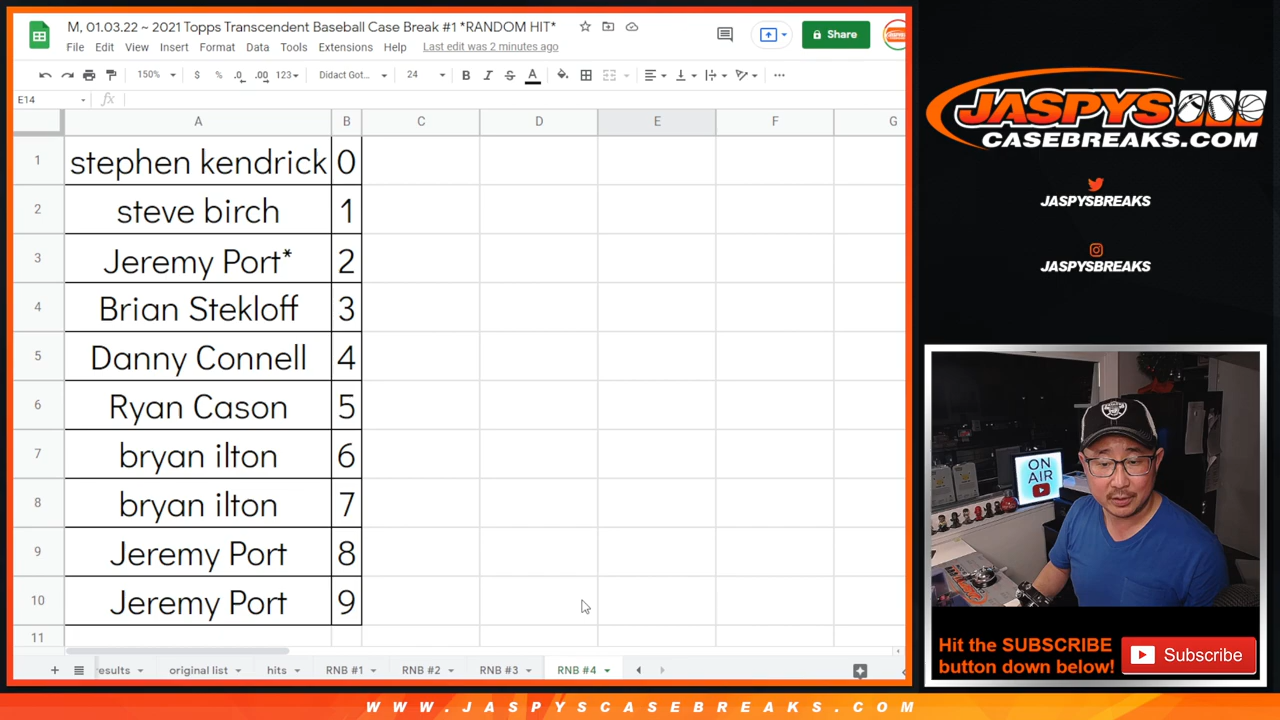 M, 01.03.22 ~ 2021 Topps Transcendent Baseball Case Break #1 *RANDOM HIT*
File Edit View Insert Format Data Tools Extensions Help Last edit was 2 minutes ago
Share
150% $ % .0 .00 123 Didact Got... 24 B I S A
E14 fx
A B C D E F G
1 stephen kendrick 0
2 steve birch 1
3 Jeremy Port* 2
4 Brian Stekloff 3
5 Danny Connell 4
6 Ryan Cason 5
7 bryan ilton 6
8 bryan ilton 7
9 Jeremy Port 8
10 Jeremy Port 9
11
+ results original list hits RNB #1 RNB #2 RNB #3 RNB #4
JASPYS
CASEBREAKS.COM
JASPYSBREAKS
JASPYSBREAKS
ON
AIR
Hit the SUBSCRIBE
button down below!
Subscribe
WWW.JASPYSCASEBREAKS.COM